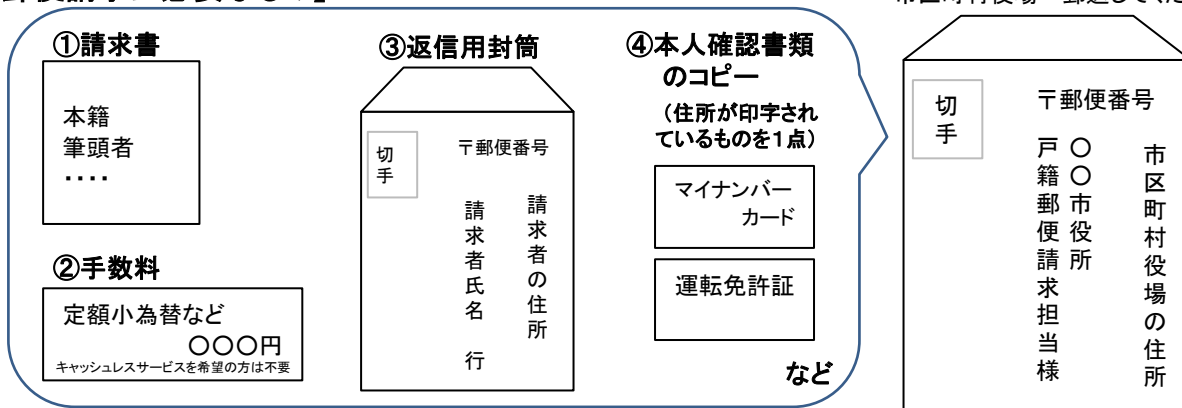 ①請求書
本籍
筆頭者
････
②手数料
定額小為替など
〇〇〇円
キャッシュレスサービスを希望の方は不要
③返信用封筒
切手
〒郵便番号
請求者の住所
請求者氏名 行
④本人確認書類
のコピー
(住所が印字され
ているものを1点)
マイナンバー
カード
運転免許証
など
切手
〒郵便番号
市区町村役場の住所
〇〇市役所
戸籍郵便請求担当様